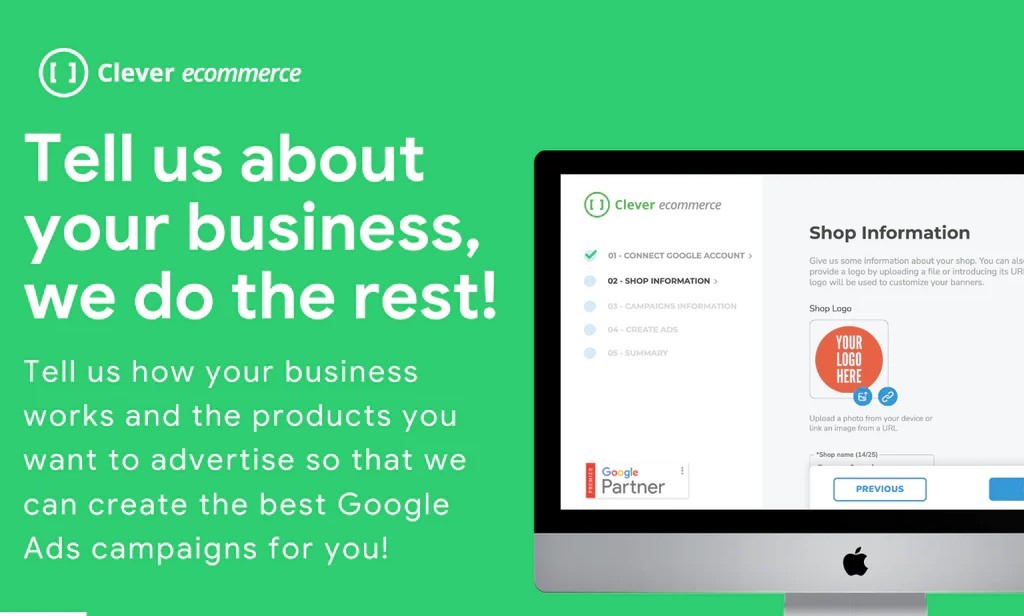 [ ] Clever ecommerce
Tell us about
your business,
we do the rest!
Tell us how your business
works and the products you
want to advertise so that we
can create the best Google
Ads campaigns for you!
[ ] Clever ecommerce
01 - CONNECT GOOGLE ACCOUNT >
02 - SHOP INFORMATION >
03 - CAMPAIGNS INFORMATION
04 - CREATE ADS
05 - SUMMARY
PREMIER
Google
Partner
Shop Information
Give us some information about your shop. You can also
provide a logo by uploading a file or introducing its URL
logo will be used to customize your banners.
Shop Logo
YOUR
LOGO
HERE
Upload a photo from your device or
link an image from a URL.
*Shop name (14/25)
PREVIOUS